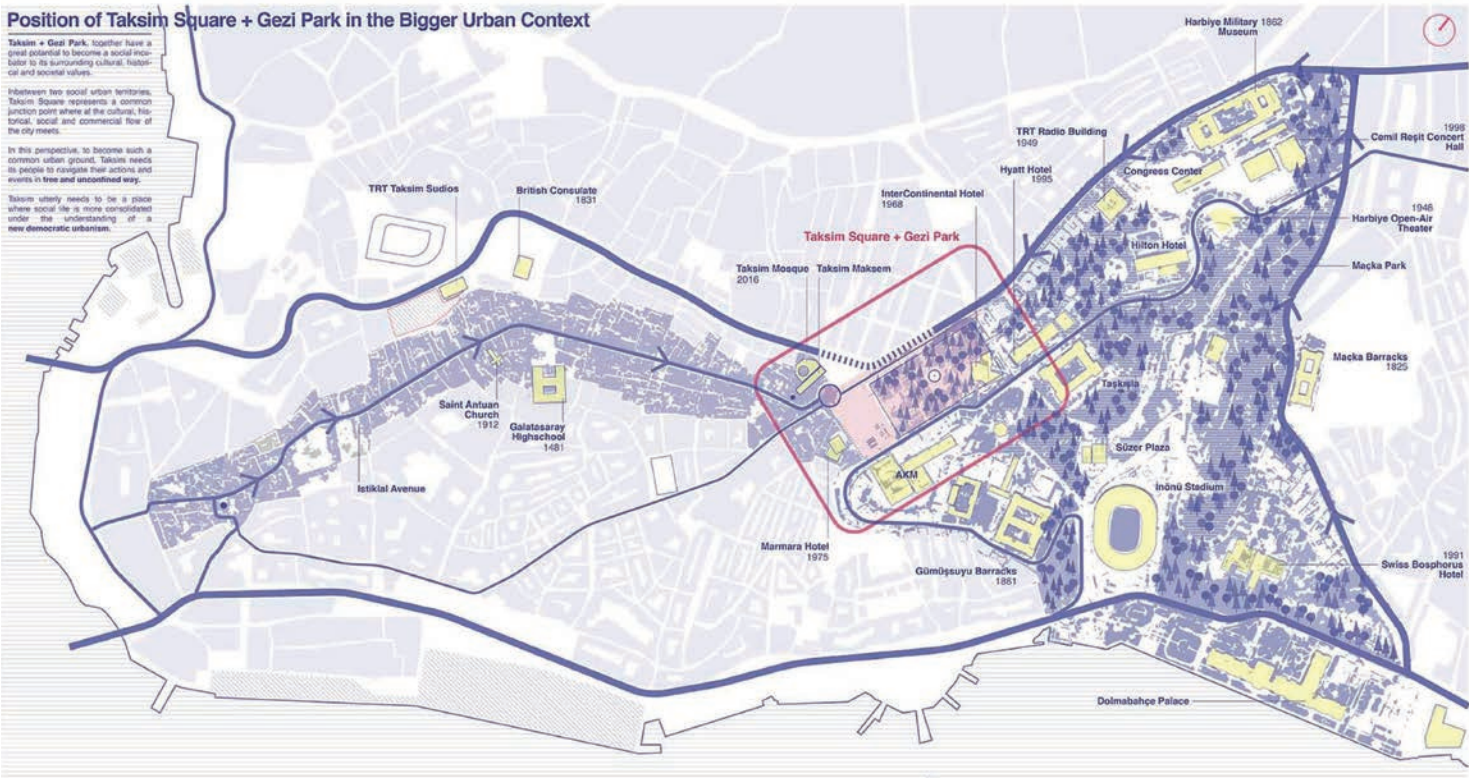 Position of Taksim Square + Gezi Park in the Bigger Urban Context
Taksim + Gezi Park, together have a
great potential to become a social incu-
bator to its surrounding cultural, histori-
cal and societal values.
Inbetween two social urban territories,
Taksim Square represents a common
junction point where at the cultural, his-
torical, social and commercial flow of
the city meets.
In this perspective, to become such a
common urban ground, Taksim needs
its people to navigate their actions and
events in free and unconfined way.
Taksim utterly needs to be a place
where social life is more consolidated
under the understanding of a
new democratic urbanism.
Harbiye Military 1862
Museum
1998
Cemil Reşit Concert
Hall
TRT Radio Building
1949
Congress Center
Hyatt Hotel
1995
InterContinental Hotel
1968
1946
Harbiye Open-Air
Theater
Hilton Hotel
Maçka Park
TRT Taksim Sudios
British Consulate
1831
Taksim Square + Gezi Park
Taksim Mosque
2016
Taksim Maksem
Maçka Barracks
1825
Taşkışla
Saint Antuan
Church
1912
Galatasaray
Highschool
1481
Istiklal Avenue
Süzer Plaza
AKM
Inönü Stadium
Marmara Hotel
1975
Gümüşsuyu Barracks
1861
1991
Swiss Bosphorus
Hotel
Dolmabahçe Palace